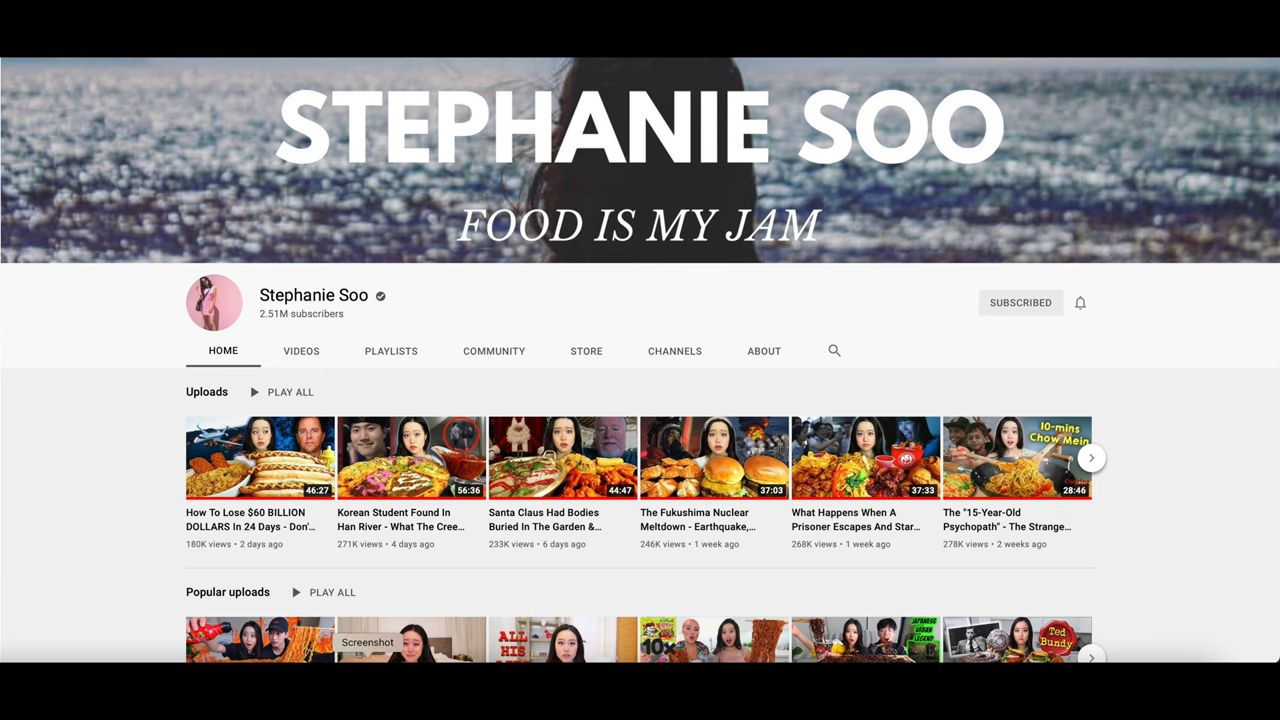 STEPHANIE SOO
FOOD IS MY JAM
Stephanie Soo
2.51M subscribers
SUBSCRIBED
HOME
VIDEOS
PLAYLISTS
COMMUNITY
STORE
CHANNELS
ABOUT
Uploads
PLAY ALL
46:27
56:36
44:47
37:03
37:33
10-mins
Chow Mein
28:46
How To Lose $60 BILLION
DOLLARS In 24 Days - Don'...
180K views • 2 days ago
Korean Student Found In
Han River - What The Cree...
271K views • 4 days ago
Santa Claus Had Bodies
Buried In The Garden &...
233K views • 6 days ago
The Fukushima Nuclear
Meltdown - Earthquake,...
246K views • 1 week ago
What Happens When A
Prisoner Escapes And Star...
268K views • 1 week ago
The "15-Year-Old
Psychopath" - The Strange...
278K views • 2 weeks ago
Popular uploads
PLAY ALL
Screenshot
ALL
HIS
10x
JAPANESE
URBAN
LEGEND
Ted
Bundy